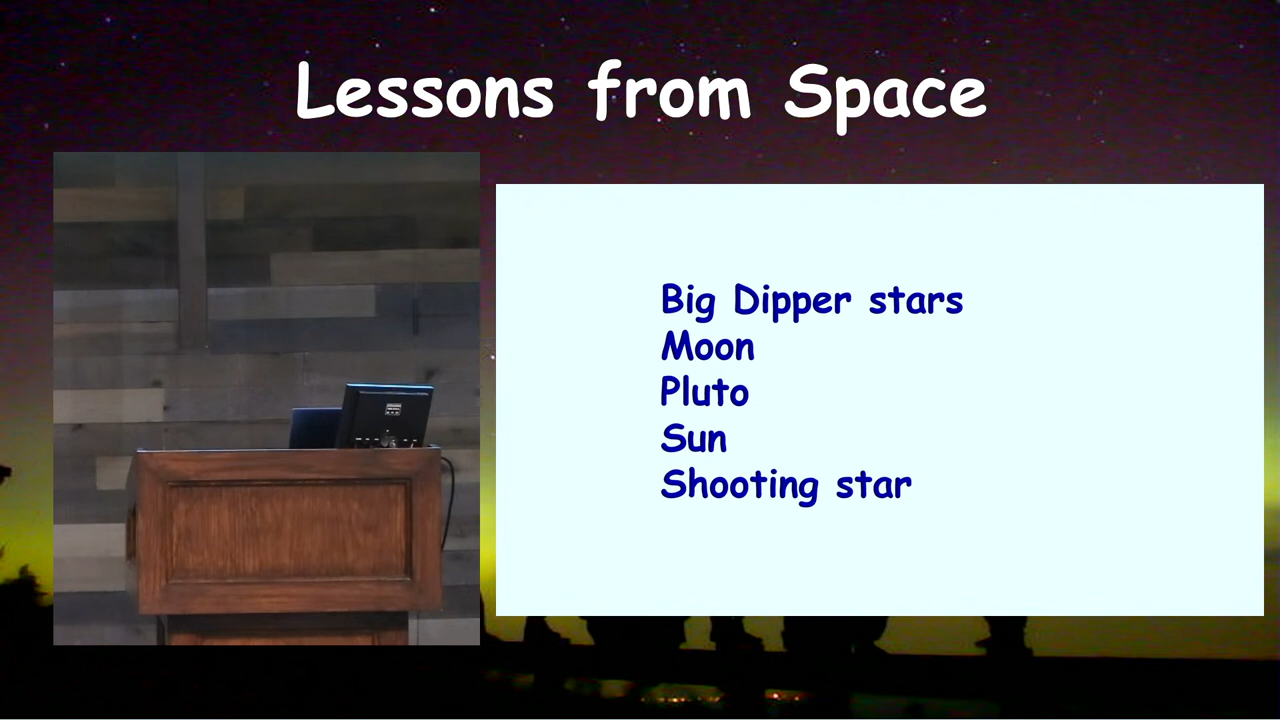 Lessons from Space
Big Dipper stars
Moon
Pluto
Sun
Shooting star